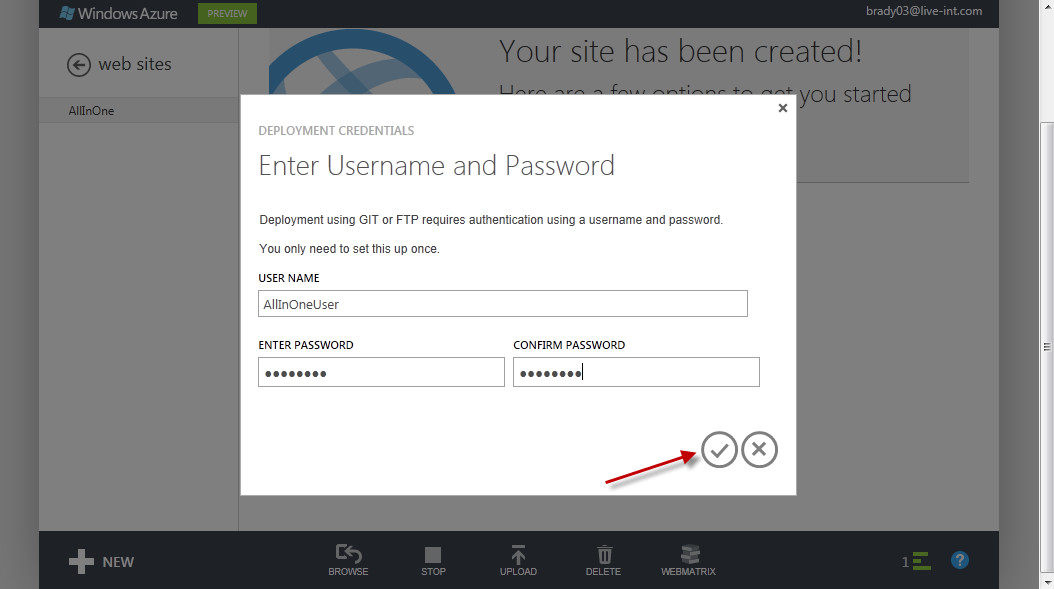 Windows Azure PREVIEW brady03@live-int.com
web sites
AllInOne
Your site has been created!
Here are a few options to get you started
DEPLOYMENT CREDENTIALS
Enter Username and Password
Deployment using GIT or FTP requires authentication using a username and password.
You only need to set this up once.
USER NAME
AllInOneUser
ENTER PASSWORD CONFIRM PASSWORD
●●●●●●●● ●●●●●●●●
NEW BROWSE STOP UPLOAD DELETE WEBMATRIX 1 ?